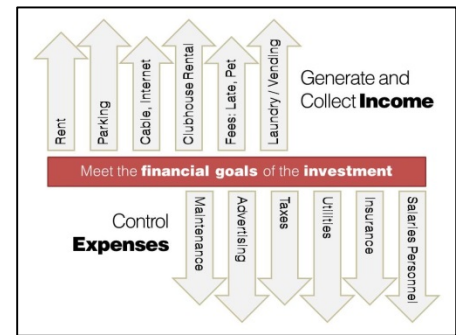 Rent
Parking
Cable, Internet
Clubhouse Rental
Fees: Late, Pet
Laundry / Vending
Generate and
Collect Income
Meet the financial goals of the investment
Control
Expenses
Maintenance
Advertising
Taxes
Utilities
Insurance
Salaries Personnel